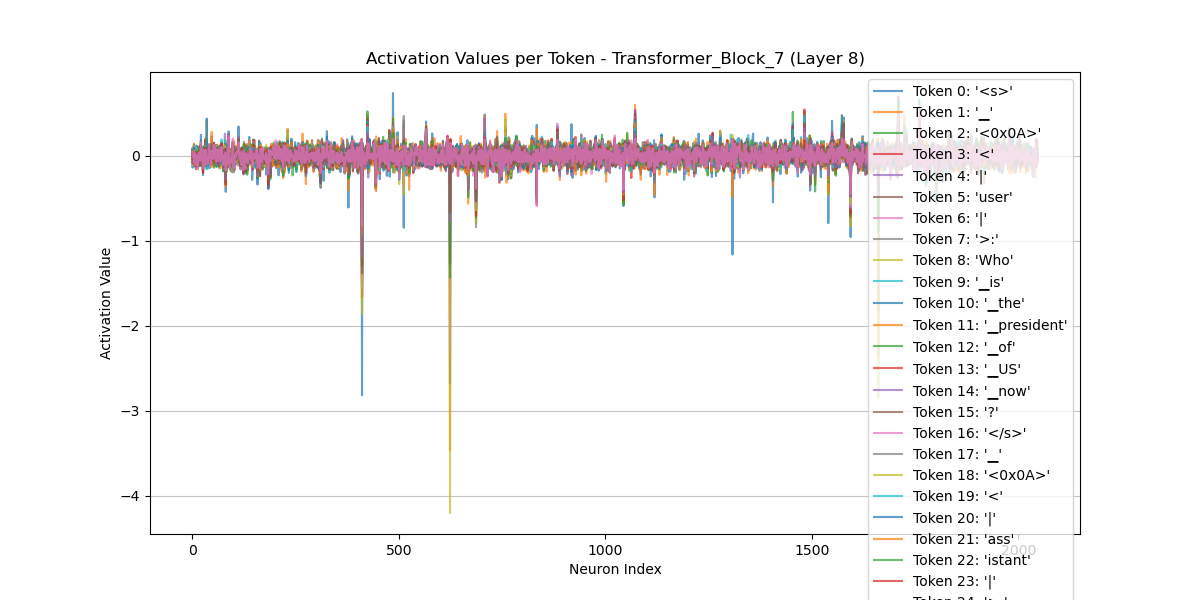 Activation Values per Token - Transformer_Block_7 (Layer 8)
Activation Value
0
−1
−2
−3
−4
0
500
1000
1500
2000
Neuron Index
Token 0: '<s>'
Token 1: '▁'
Token 2: '<0x0A>'
Token 3: '<'
Token 4: '|'
Token 5: 'user'
Token 6: '|'
Token 7: '>:'
Token 8: 'Who'
Token 9: '▁is'
Token 10: '▁the'
Token 11: '▁president'
Token 12: '▁of'
Token 13: '▁US'
Token 14: '▁now'
Token 15: '?'
Token 16: '</s>'
Token 17: '▁'
Token 18: '<0x0A>'
Token 19: '<'
Token 20: '|'
Token 21: 'ass'
Token 22: 'istant'
Token 23: '|'